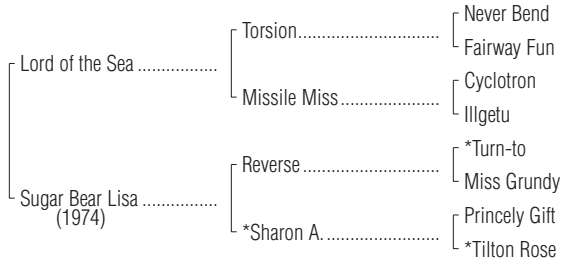 Never Bend
Torsion
Fairway Fun
Lord of the Sea
Cyclotron
Missile Miss
Illgetu
*Turn-to
Reverse
Miss Grundy
Sugar Bear Lisa
(1974)
Princely Gift
*Sharon A.
*Tilton Rose